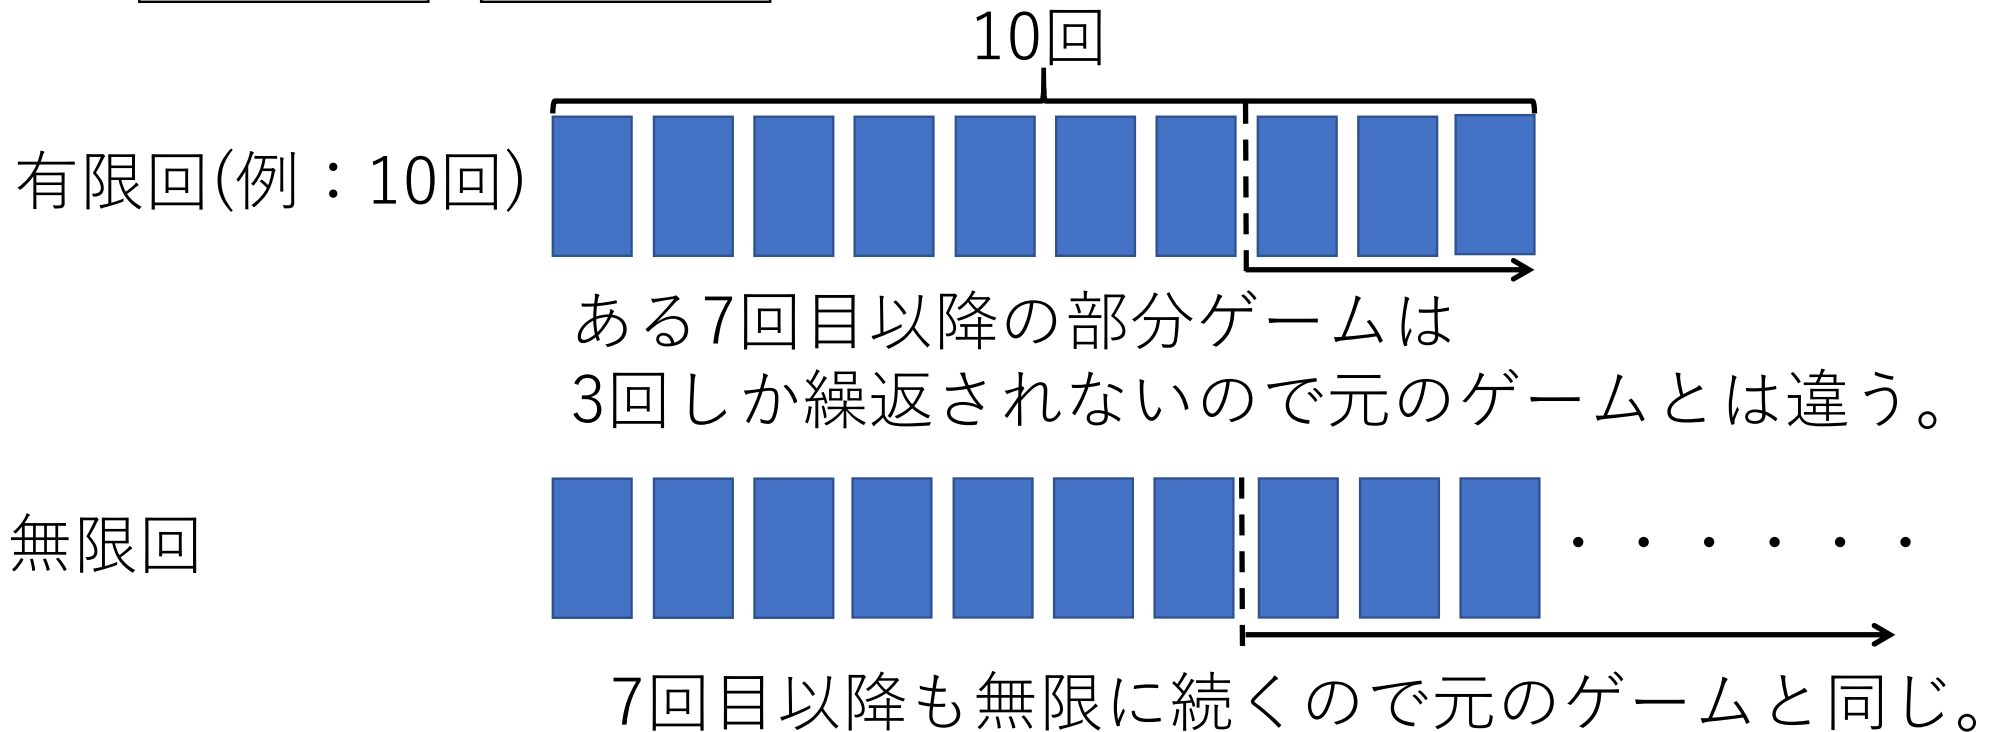 10回
有限回(例：10回)
ある7回目以降の部分ゲームは
3回しか繰返されないので元のゲームとは違う。
無限回
・・・・・・
7回目以降も無限に続くので元のゲームと同じ。